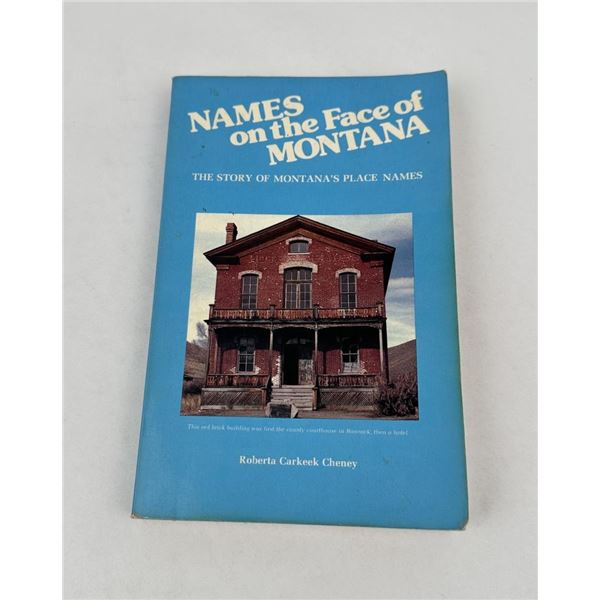 NAMES
on the Face of
MONTANA
THE STORY OF MONTANA'S PLACE NAMES
This red brick building was first the county courthouse in Bannack, then a hotel.
Roberta Carkeek Cheney